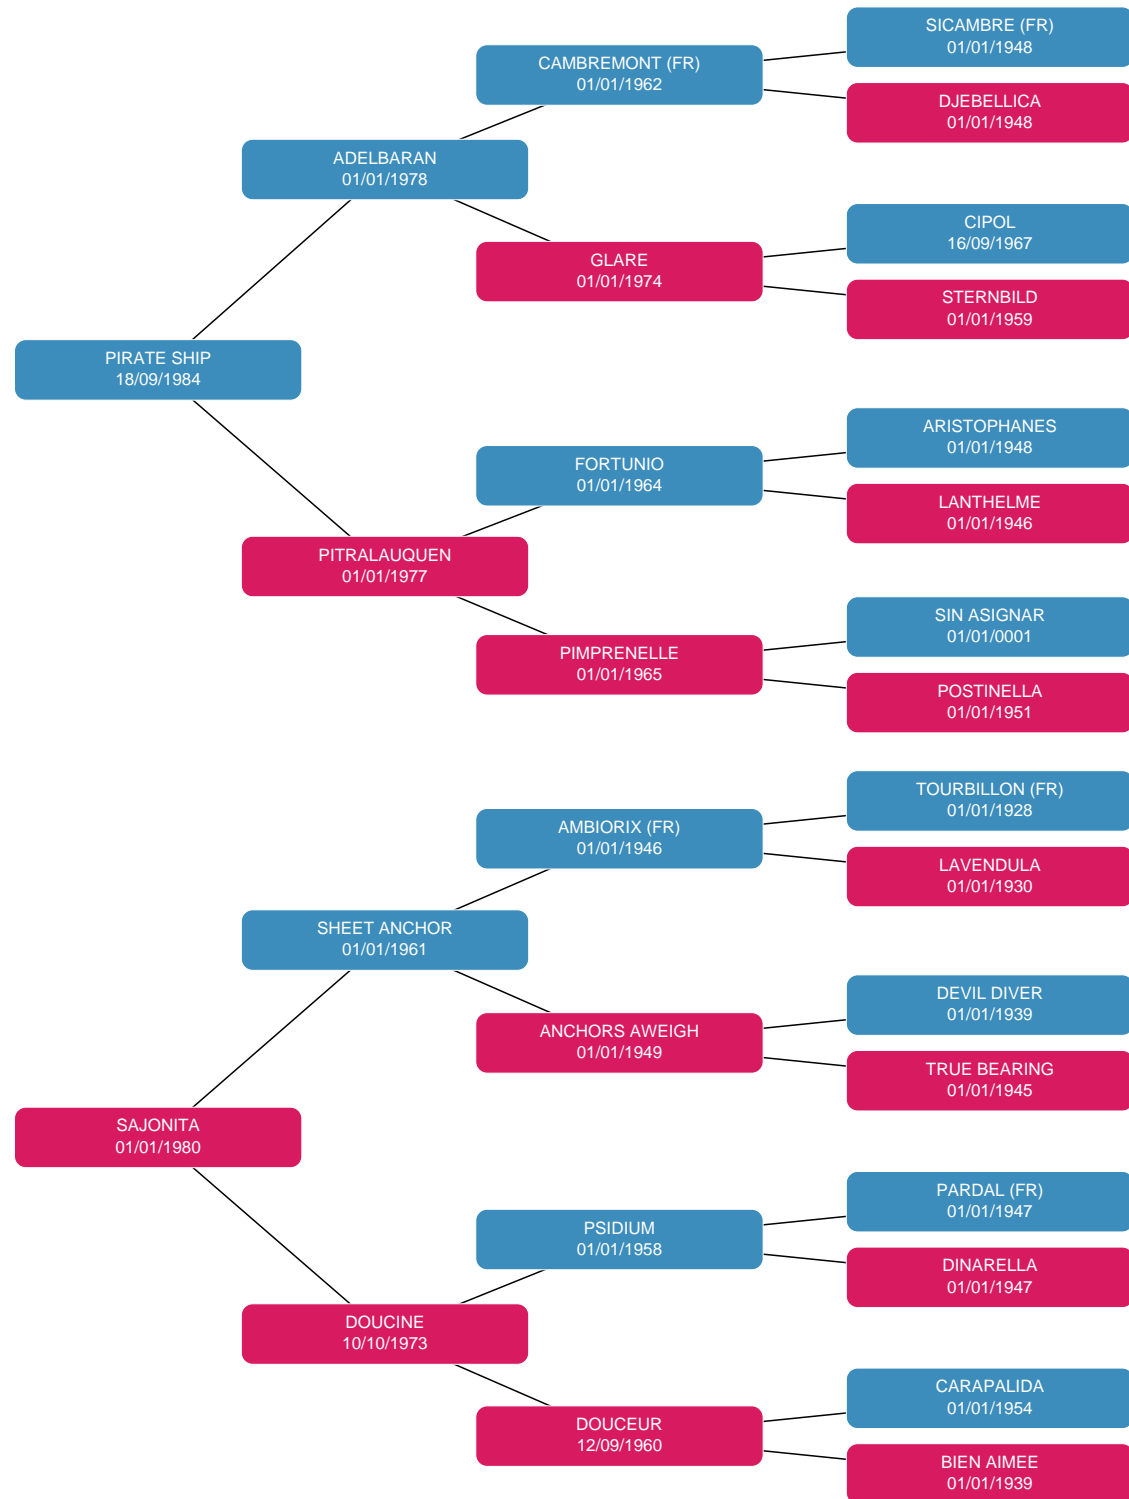 SICAMBRE (FR)
01/01/1948
CAMBREMONT (FR)
01/01/1962
DJEBELLICA
01/01/1948
ADELBARAN
01/01/1978
CIPOL
16/09/1967
GLARE
01/01/1974
STERNBILD
01/01/1959
PIRATE SHIP
18/09/1984
ARISTOPHANES
01/01/1948
FORTUNIO
01/01/1964
LANTHELME
01/01/1946
PITRALAUQUEN
01/01/1977
SIN ASIGNAR
01/01/0001
PIMPRENELLE
01/01/1965
POSTINELLA
01/01/1951
TOURBILLON (FR)
01/01/1928
AMBIORIX (FR)
01/01/1946
LAVENDULA
01/01/1930
SHEET ANCHOR
01/01/1961
DEVIL DIVER
01/01/1939
ANCHORS AWEIGH
01/01/1949
TRUE BEARING
01/01/1945
SAJONITA
01/01/1980
PARDAL (FR)
01/01/1947
PSIDIUM
01/01/1958
DINARELLA
01/01/1947
DOUCINE
10/10/1973
CARAPALIDA
01/01/1954
DOUCEUR
12/09/1960
BIEN AIMEE
01/01/1939